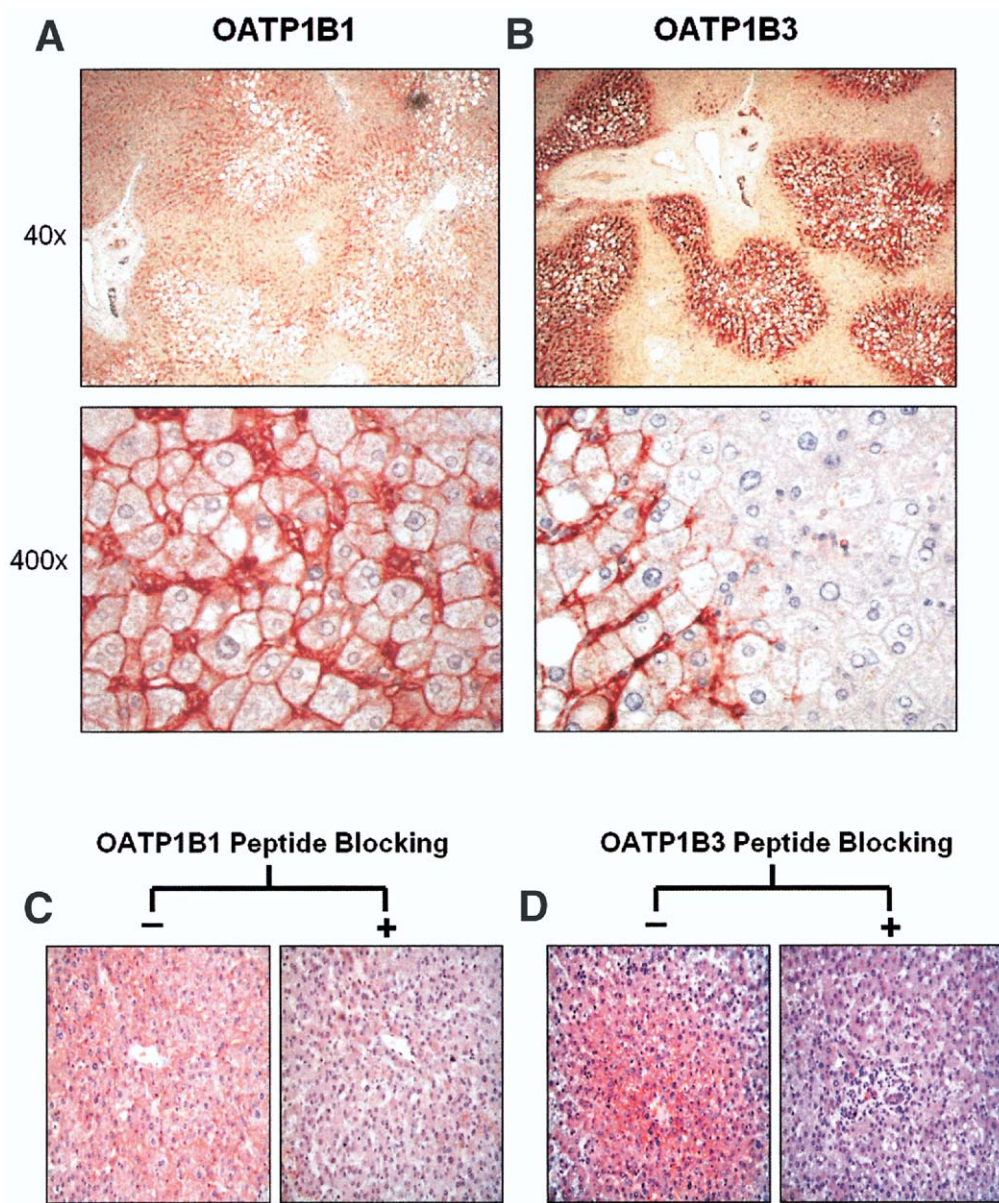 A
OATP1B1
B
OATP1B3
40x
400x
OATP1B1 Peptide Blocking
OATP1B3 Peptide Blocking
C
−
+
D
−
+